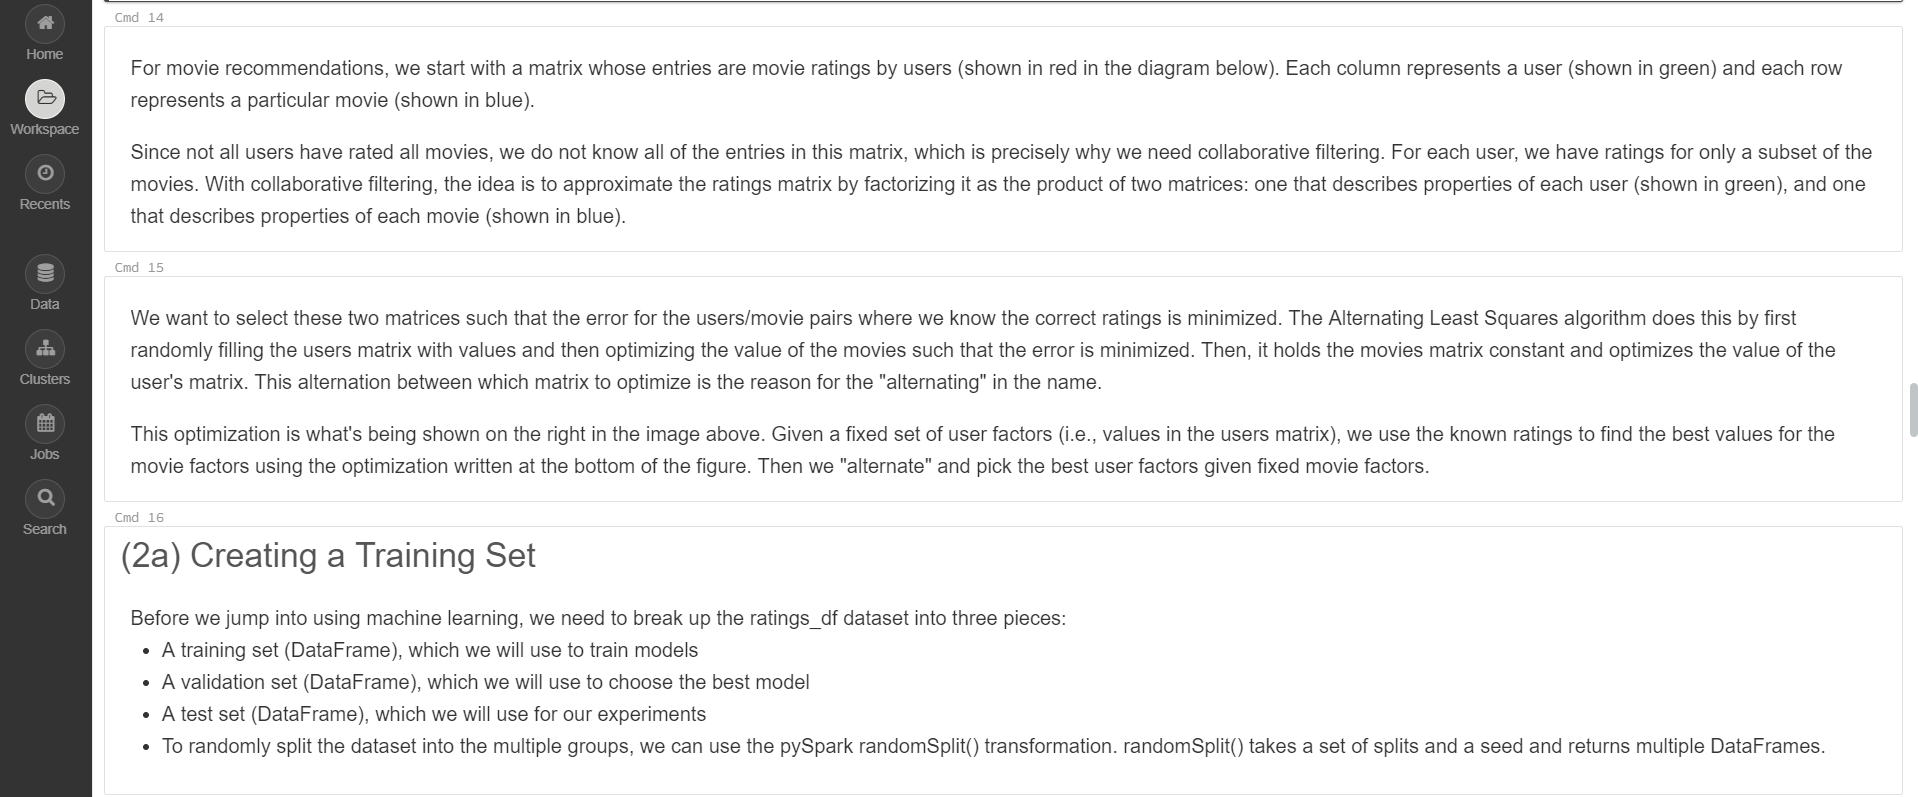 Home
Workspace
Recents
Data
Clusters
Jobs
Search
Cmd 14
For movie recommendations, we start with a matrix whose entries are movie ratings by users (shown in red in the diagram below). Each column represents a user (shown in green) and each row
represents a particular movie (shown in blue).
Since not all users have rated all movies, we do not know all of the entries in this matrix, which is precisely why we need collaborative filtering. For each user, we have ratings for only a subset of the
movies. With collaborative filtering, the idea is to approximate the ratings matrix by factorizing it as the product of two matrices: one that describes properties of each user (shown in green), and one
that describes properties of each movie (shown in blue).
Cmd 15
We want to select these two matrices such that the error for the users/movie pairs where we know the correct ratings is minimized. The Alternating Least Squares algorithm does this by first
randomly filling the users matrix with values and then optimizing the value of the movies such that the error is minimized. Then, it holds the movies matrix constant and optimizes the value of the
user's matrix. This alternation between which matrix to optimize is the reason for the "alternating" in the name.
This optimization is what's being shown on the right in the image above. Given a fixed set of user factors (i.e., values in the users matrix), we use the known ratings to find the best values for the
movie factors using the optimization written at the bottom of the figure. Then we "alternate" and pick the best user factors given fixed movie factors.
Cmd 16
(2a) Creating a Training Set
Before we jump into using machine learning, we need to break up the ratings_df dataset into three pieces:
• A training set (DataFrame), which we will use to train models
• A validation set (DataFrame), which we will use to choose the best model
• A test set (DataFrame), which we will use for our experiments
• To randomly split the dataset into the multiple groups, we can use the pySpark randomSplit() transformation. randomSplit() takes a set of splits and a seed and returns multiple DataFrames.